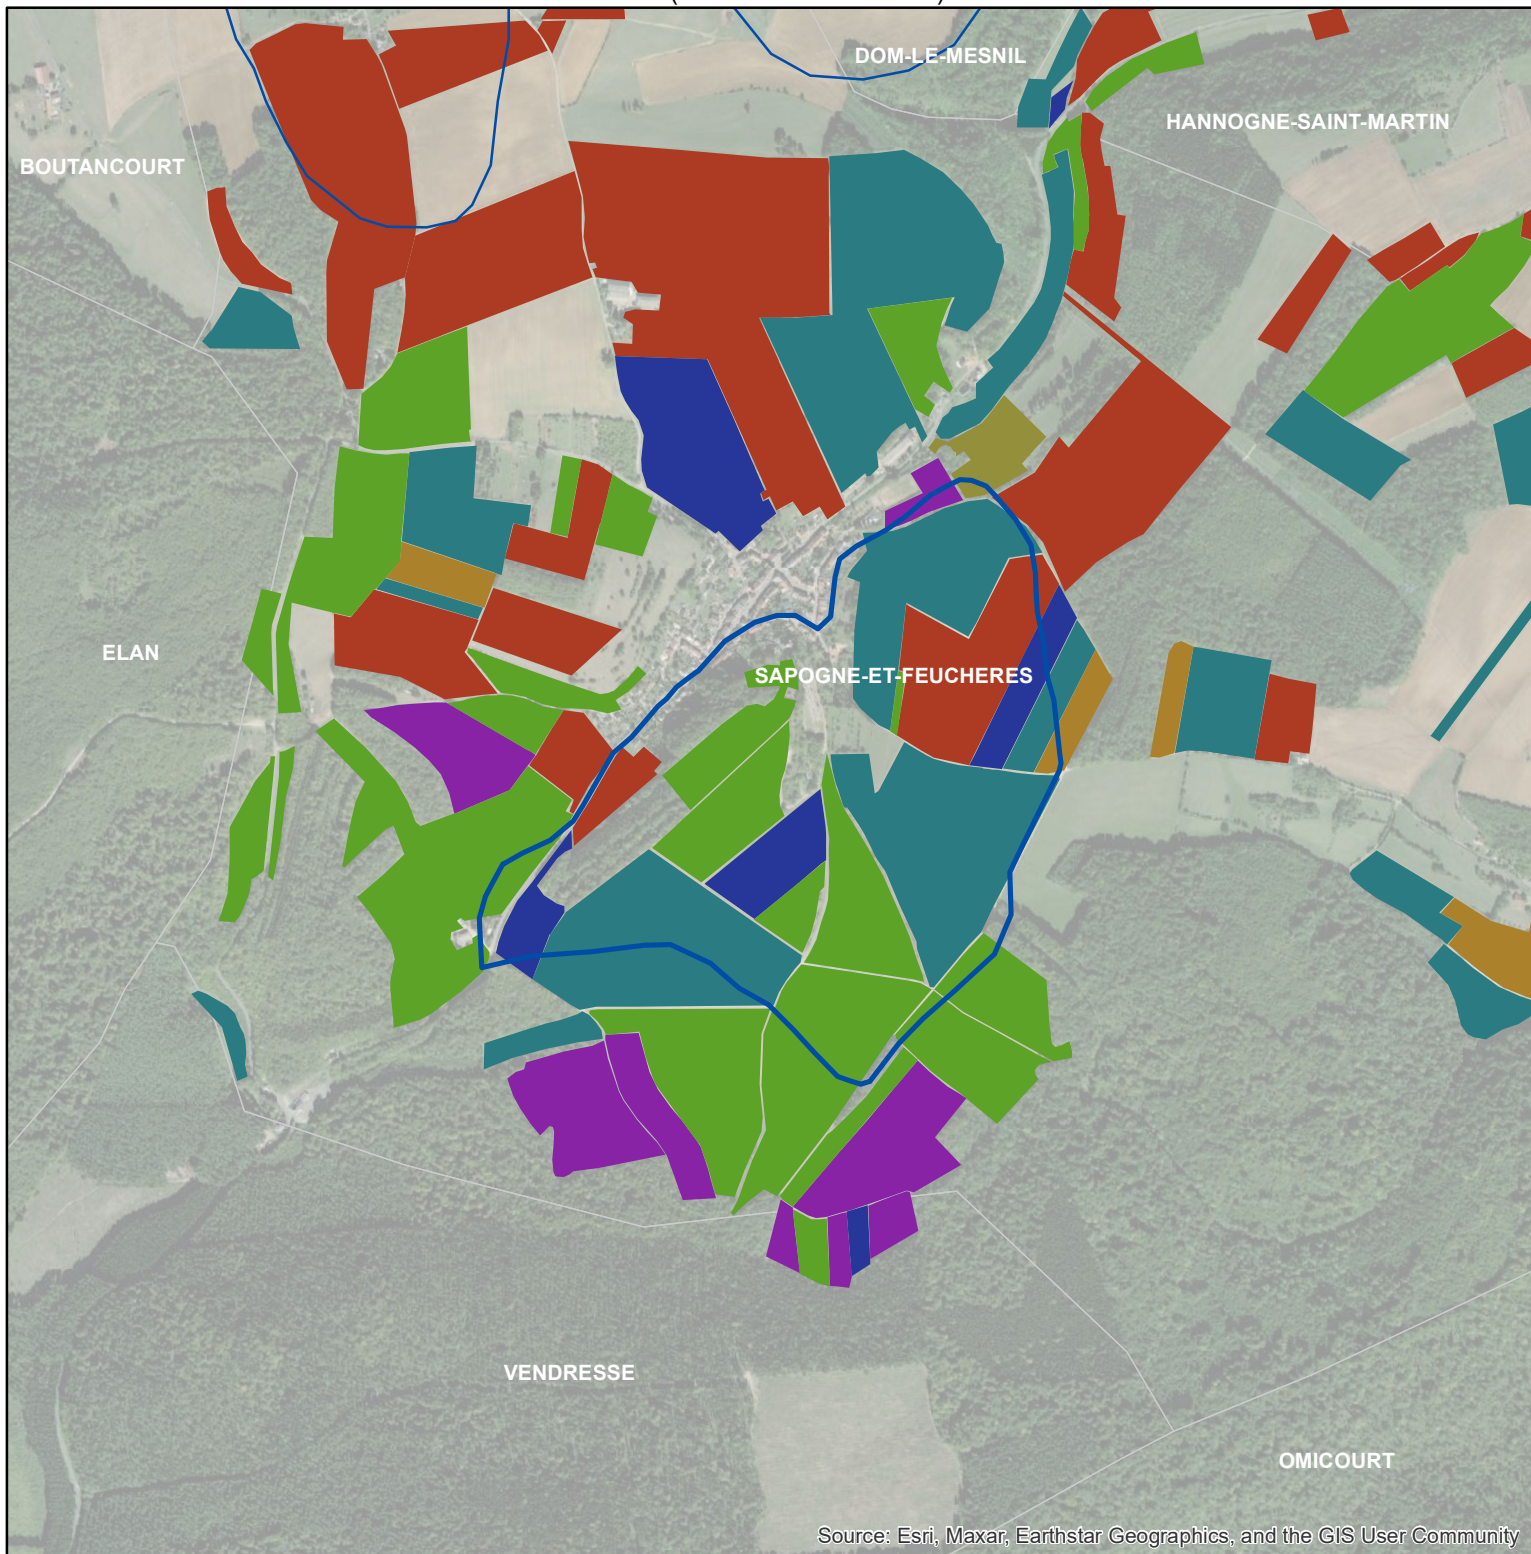 DOM-LE-MESNIL
HANNOGNE-SAINT-MARTIN
BOUTANCOURT
ELAN
SAPOGNE-ET-FEUCHERES
VENDRESSE
OMICOURT
Source: Esri, Maxar, Earthstar Geographics, and the GIS User Community